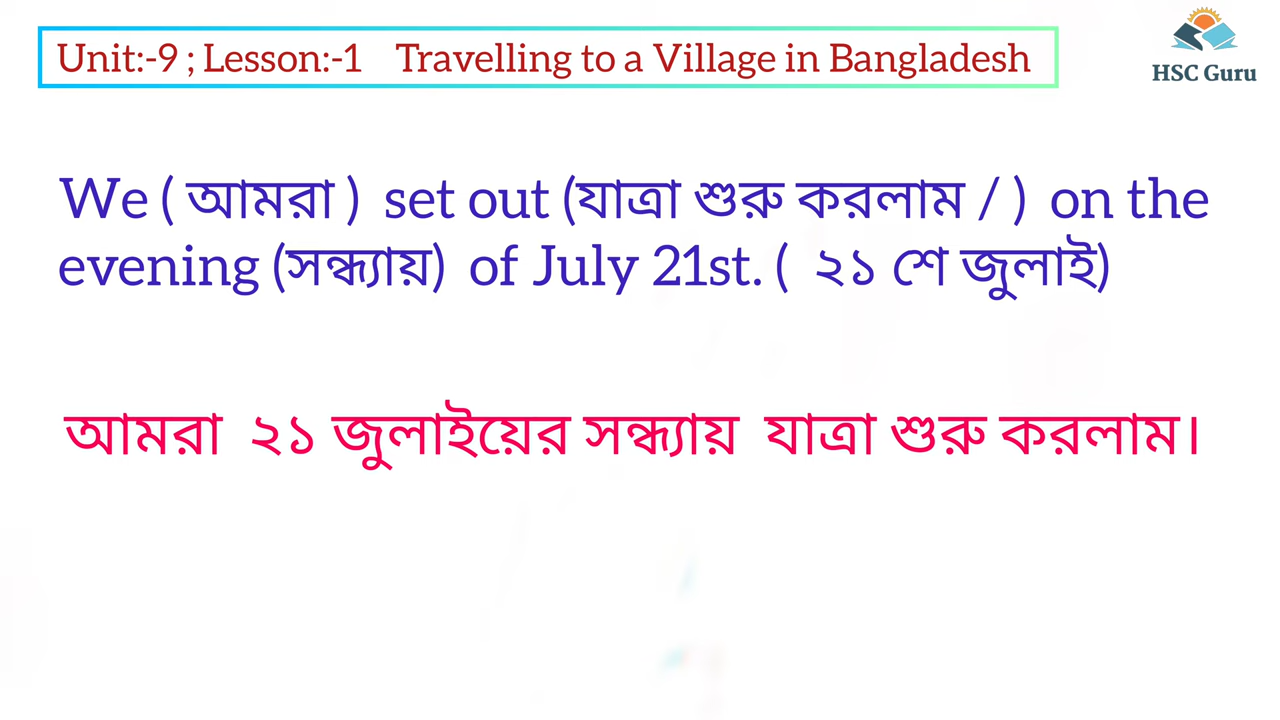 Unit:-9 ; Lesson:-1 Travelling to a Village in Bangladesh
HSC Guru
We ( আমরা ) set out (যাত্রা শুরু করলাম / ) on the
evening (সন্ধ্যায়) of July 21st. ( ২১ শে জুলাই)
আমরা ২১ জুলাইয়ের সন্ধ্যায় যাত্রা শুরু করলাম।